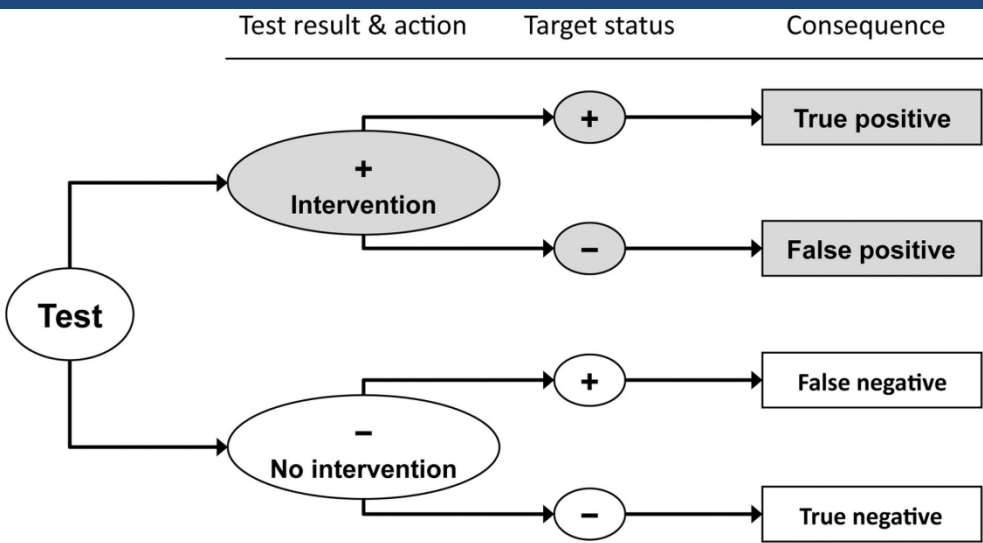 Test result & action
Target status
Consequence
+
True positive
+
Intervention
−
False positive
Test
+
False negative
−
No intervention
−
True negative